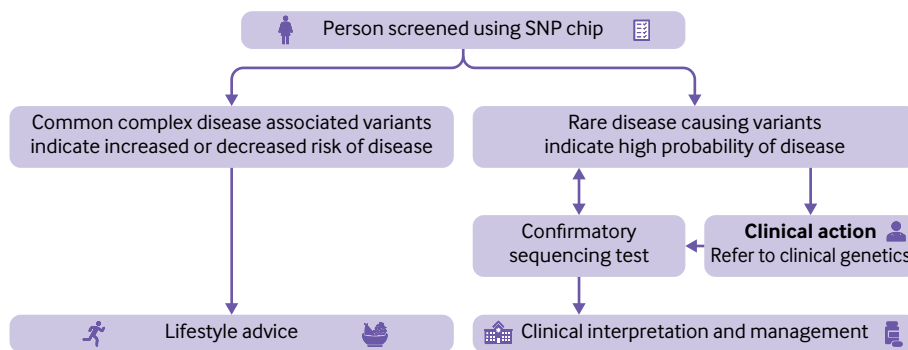 Person screened using SNP chip
Common complex disease associated variants
indicate increased or decreased risk of disease
Rare disease causing variants
indicate high probability of disease
Confirmatory
sequencing test
Clinical action
Refer to clinical genetics
Lifestyle advice
Clinical interpretation and management